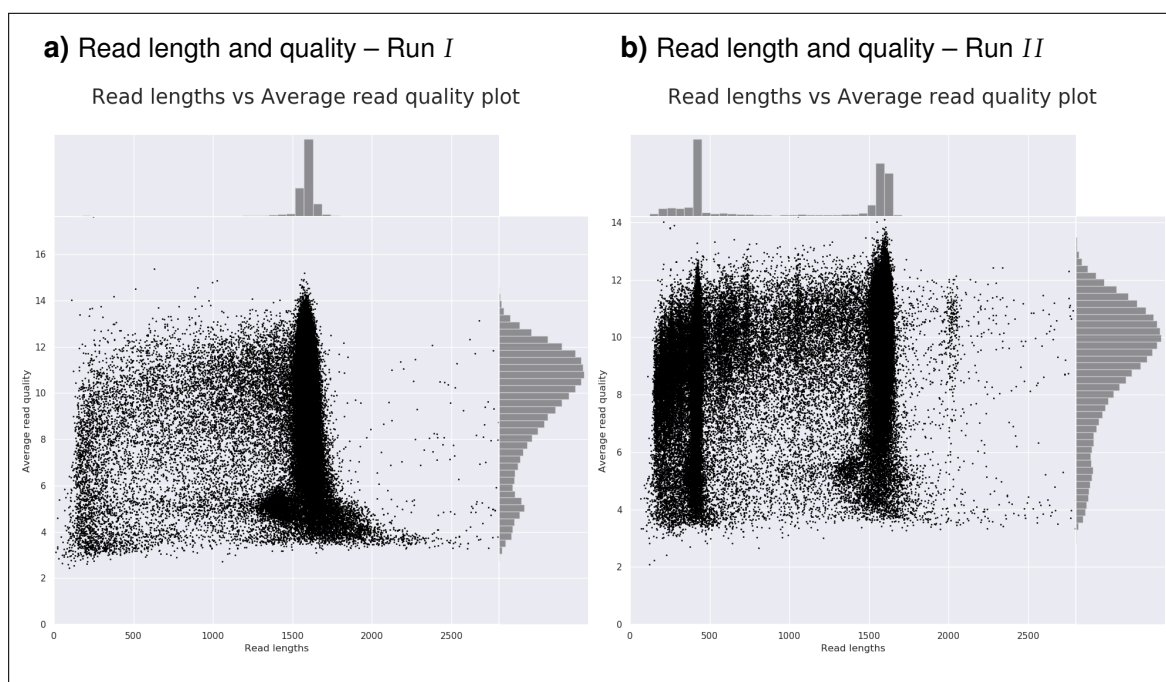 a) Read length and quality – Run I
Read lengths vs Average read quality plot
16
14
12
10
8
6
4
2
0
Average read quality
0 500 1000 1500 2000 2500
Read lengths
b) Read length and quality – Run II
Read lengths vs Average read quality plot
14
12
10
8
6
4
2
0
Average read quality
0 500 1000 1500 2000 2500
Read lengths